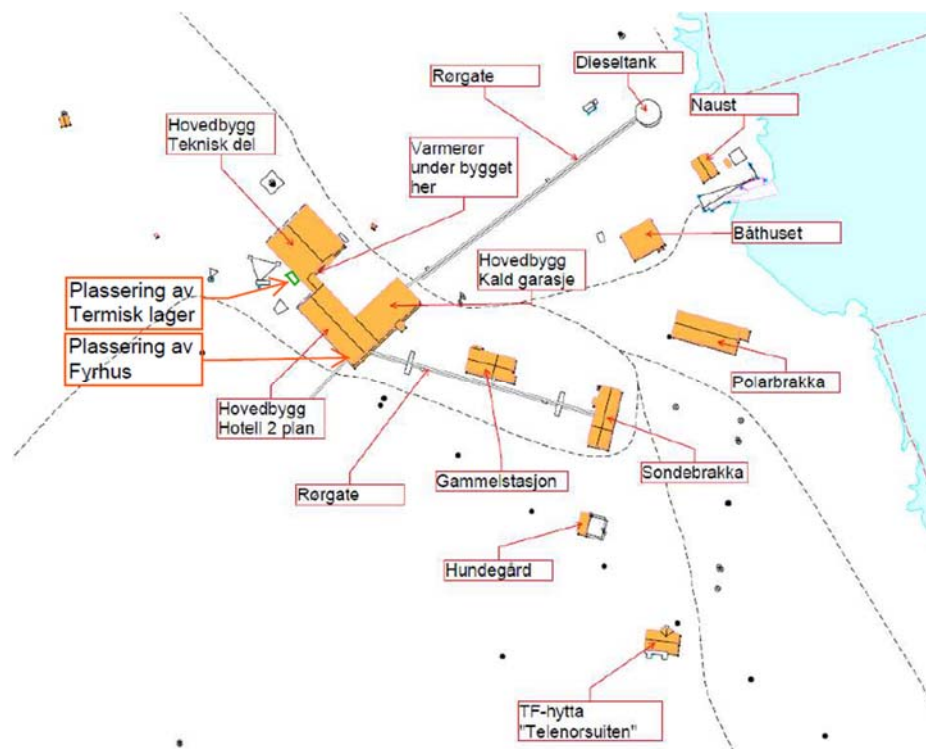 Dieseltank
Rørgate
Naust
Hovedbygg
Teknisk del
Varmerør
under bygget
her
Båthuset
Hovedbygg
Kald garasje
Plassering av
Termisk lager
Plassering av
Fyrhus
Polarbrakka
Hovedbygg
Hotell 2 plan
Rørgate
Gammelstasjon
Sondebrakka
Hundegård
TF-hytta
"Telenorsuiten"